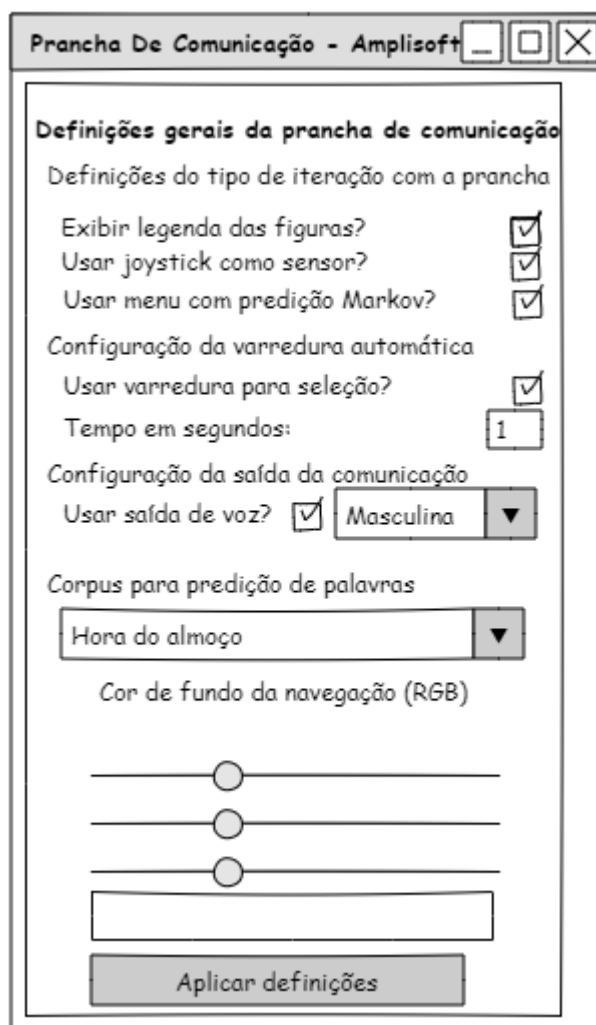 Prancha De Comunicação - Amplisoft
Definições gerais da prancha de comunicação
Definições do tipo de iteração com a prancha
Exibir legenda das figuras?
Usar joystick como sensor?
Usar menu com predição Markov?
Configuração da varredura automática
Usar varredura para seleção?
Tempo em segundos: 1
Configuração da saída da comunicação
Usar saída de voz? Masculina
Corpus para predição de palavras
Hora do almoço
Cor de fundo da navegação (RGB)
Aplicar definições